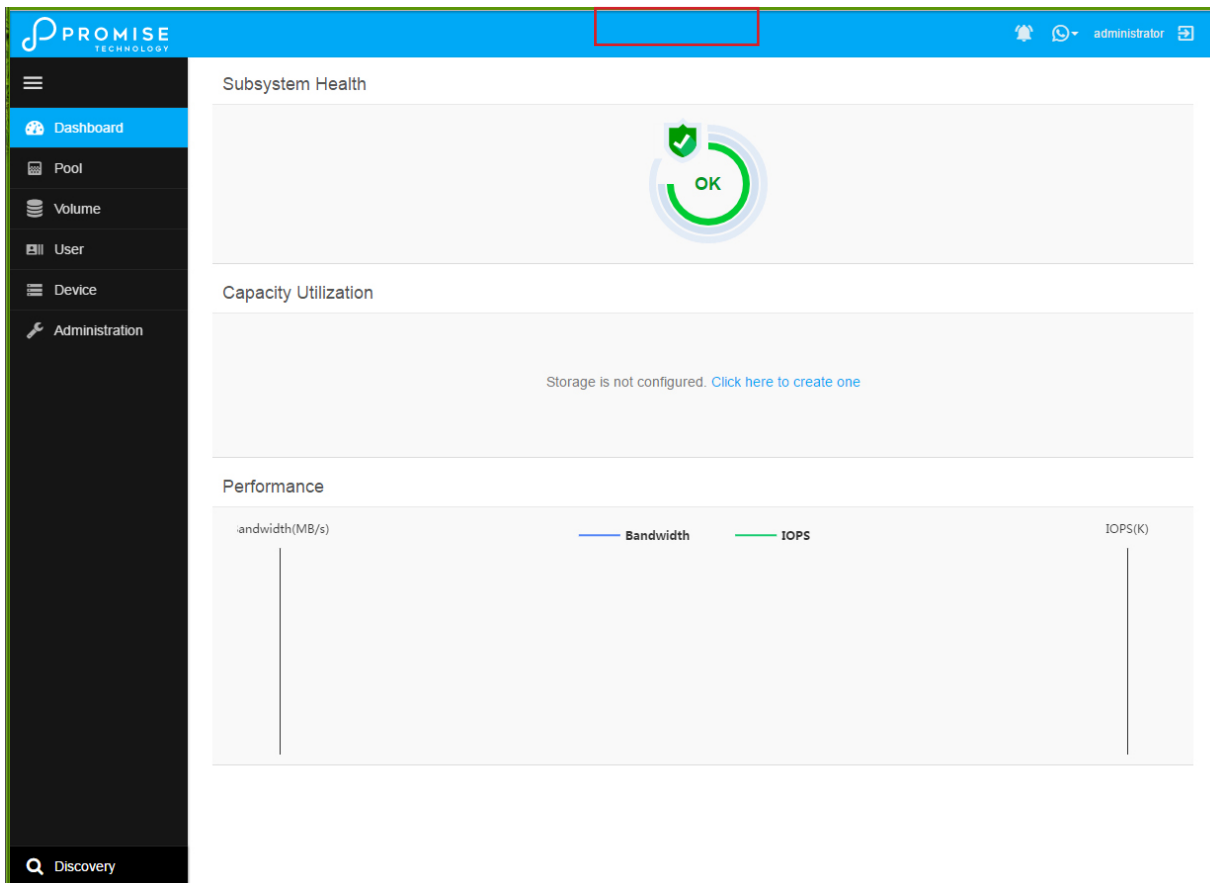 PROMISE
TECHNOLOGY
administrator
Dashboard
Pool
Volume
User
Device
Administration
Discovery
Subsystem Health
OK
Capacity Utilization
Storage is not configured. Click here to create one
Performance
andwidth(MB/s)
Bandwidth
IOPS
IOPS(K)